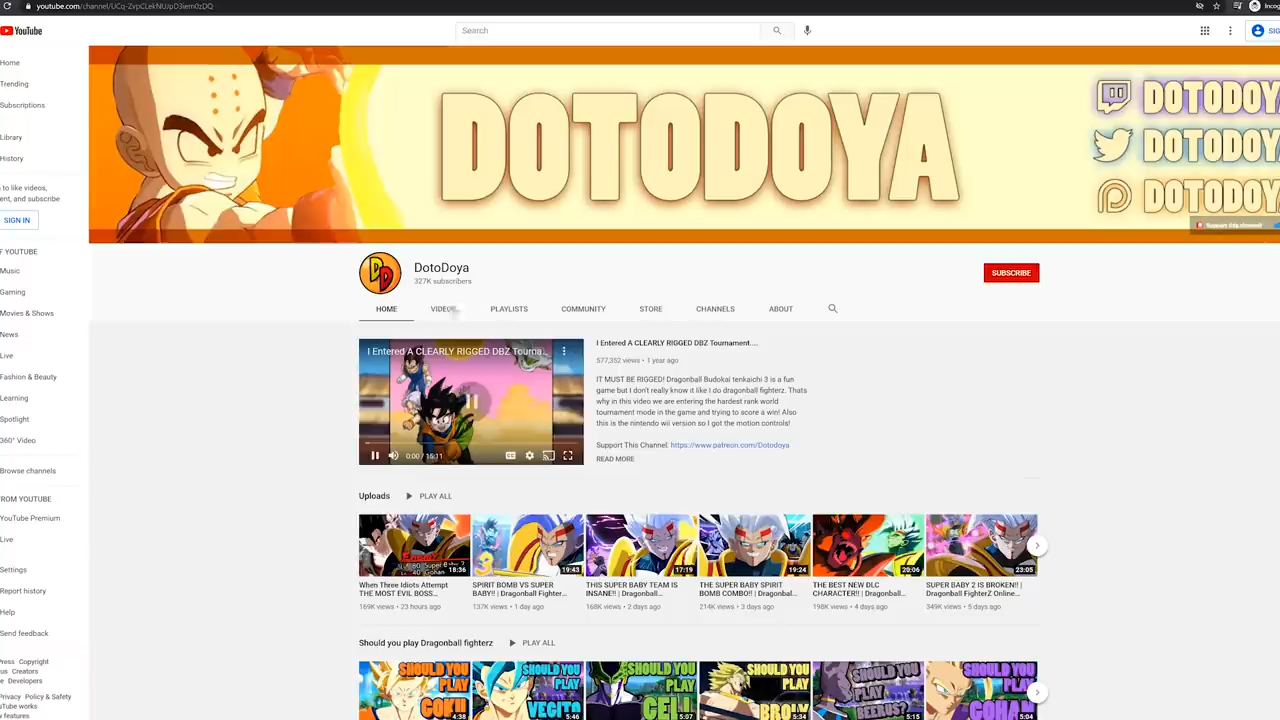 youtube.com/channel/UCq-ZvpCLekNUJpD3iem0zDQ
YouTube
Search
Home
Trending
Subscriptions
Library
History
to like videos,
ent, and subscribe
SIGN IN
F YOUTUBE
Music
Gaming
Movies & Shows
News
Live
Fashion & Beauty
Learning
Spotlight
360° Video
Browse channels
ROM YOUTUBE
YouTube Premium
Live
Settings
Report history
Help
Send feedback
Press Copyright
us Creators
e Developers
Privacy Policy & Safety
uTube works
features
DOTODOYA
DOTODOYA
DOTODOYA
DOTODOYA
Support this channel!
DD
DotoDoya
327K subscribers
SUBSCRIBE
HOME
VIDEOS
PLAYLISTS
COMMUNITY
STORE
CHANNELS
ABOUT
I Entered A CLEARLY RIGGED DBZ Tourna...
0:00 / 15:11
I Entered A CLEARLY RIGGED DBZ Tournament....
577,352 views • 1 year ago
IT MUST BE RIGGED! Dragonball Budokai tenkaichi 3 is a fun
game but I don't really know it like I do dragonball fighterz. Thats
why in this video we are entering the hardest rank world
tournament mode in the game and trying to score a win! Also
this is the nintendo wii version so I got the motion controls!
Support This Channel: https://www.patreon.com/Dotodoya
READ MORE
Uploads
PLAY ALL
18:36
19:43
17:19
19:24
20:06
23:05
When Three Idiots Attempt
THE MOST EVIL BOSS...
169K views • 23 hours ago
SPIRIT BOMB VS SUPER
BABY!! | Dragonball Fighter...
137K views • 1 day ago
THIS SUPER BABY TEAM IS
INSANE!! | Dragonball...
168K views • 2 days ago
THE SUPER BABY SPIRIT
BOMB COMBO!! | Dragonbal...
214K views • 3 days ago
THE BEST NEW DLC
CHARACTER!! | Dragonball...
198K views • 4 days ago
SUPER BABY 2 IS BROKEN!! |
Dragonball FighterZ Online...
349K views • 5 days ago
Should you play Dragonball fighterz
PLAY ALL
SHOULD YOU
PLAY
GOKU
4:38
SHOULD YOU
PLAY
VEGITO
5:46
SHOULD YOU
PLAY
CELL
5:07
SHOULD YOU
PLAY
BROLY
5:34
SHOULD YOU
PLAY
BEERUS
5:15
SHOULD YOU
PLAY
GOHAN
5:04